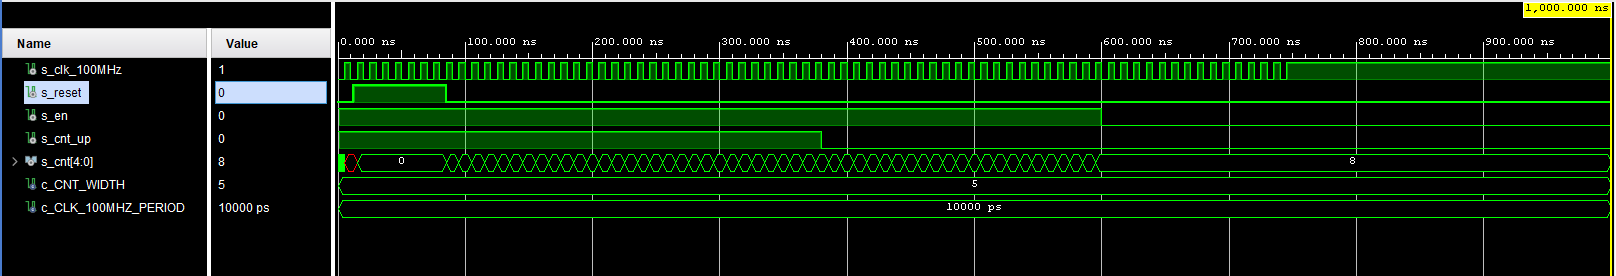 1,000.000 ns
Name Value 0.000 ns 100.000 ns 200.000 ns 300.000 ns 400.000 ns 500.000 ns 600.000 ns 700.000 ns 800.000 ns 900.000 ns
s_clk_100MHz 1
s_reset 0
s_en 0
s_cnt_up 0
s_cnt[4:0] 8 0 8
c_CNT_WIDTH 5 5
c_CLK_100MHZ_PERIOD 10000 ps 10000 ps